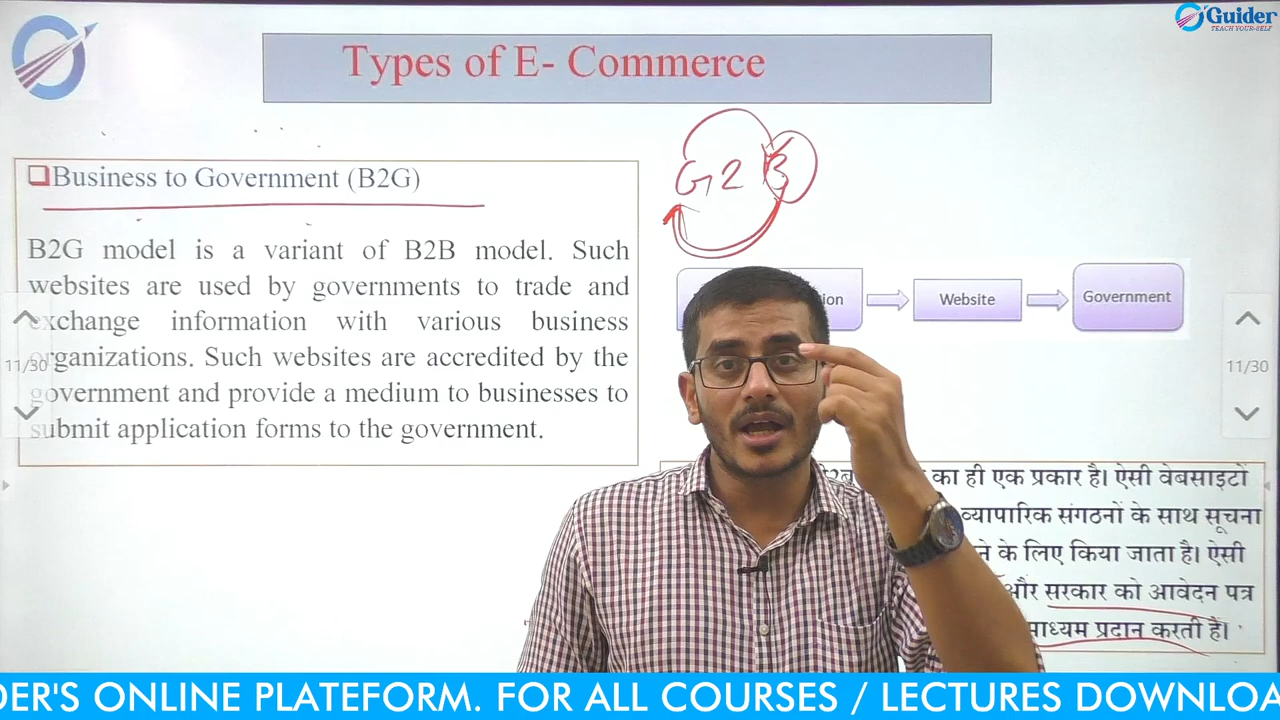 Guider
TEACH YOUR-SELF
Types of E- Commerce
Business to Government (B2G)
B2G model is a variant of B2B model. Such
websites are used by governments to trade and
exchange information with various business
organizations. Such websites are accredited by the
government and provide a medium to businesses to
submit application forms to the government.
11/30
G2B
Website
Government
11/30
का ही एक प्रकार है। ऐसी वेबसाइटों
व्यापारिक संगठनों के साथ सूचना
के लिए किया जाता है। ऐसी
और सरकार को आवेदन पत्र
माध्यम प्रदान करती है।
DER'S ONLINE PLATEFORM. FOR ALL COURSES / LECTURES DOWNLOA